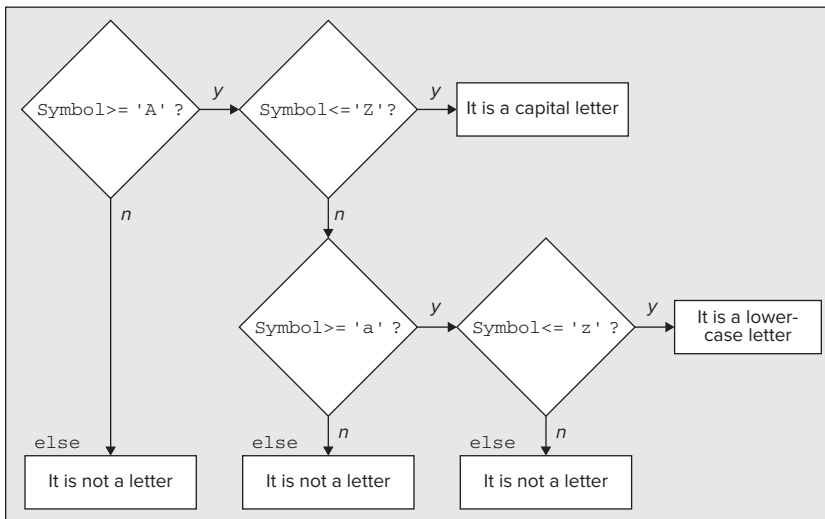 Symbol>= 'A' ?
y
Symbol<='Z'?
y
It is a capital letter
n
n
Symbol>= 'a' ?
y
Symbol<= 'z' ?
y
It is a lower-
case letter
else
else
n
else
n
It is not a letter
It is not a letter
It is not a letter